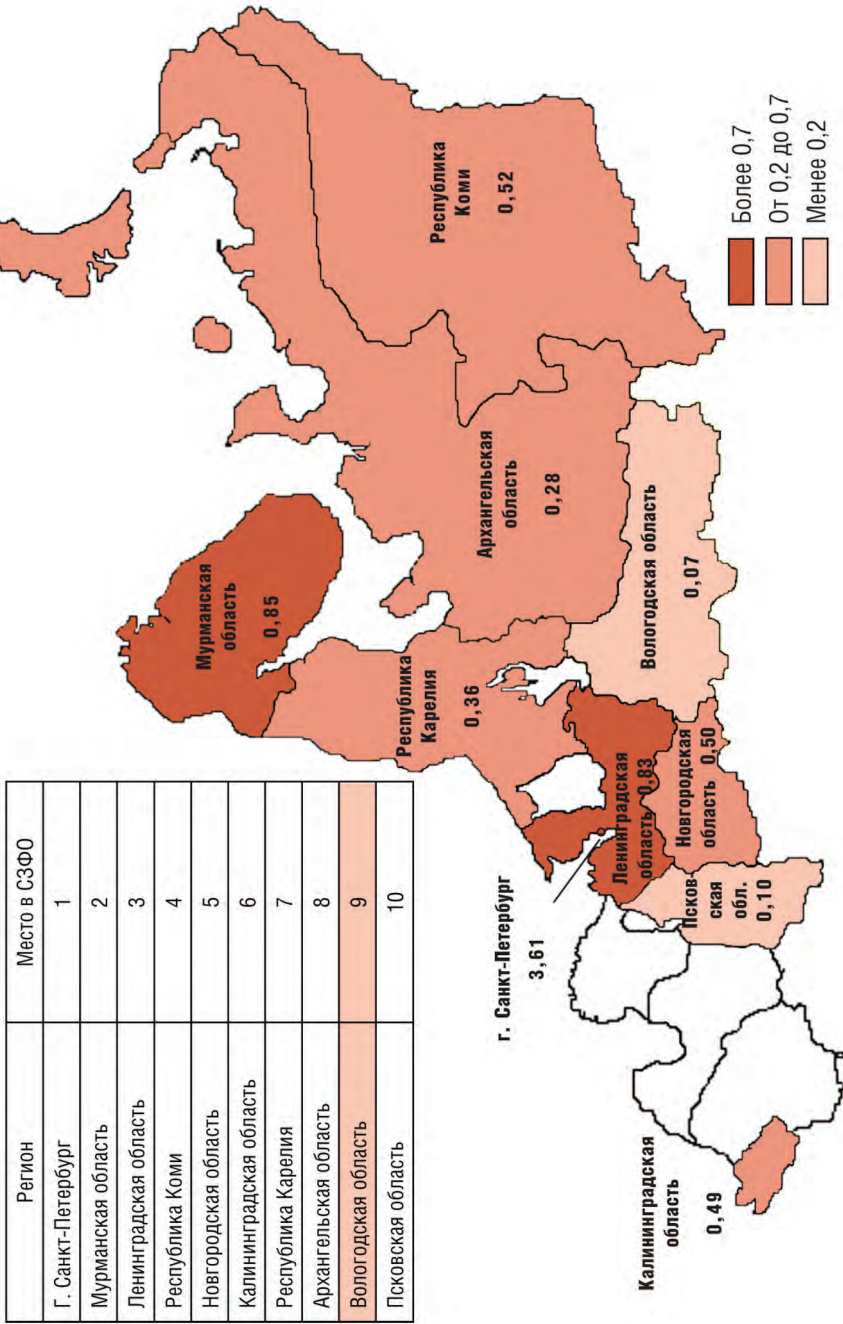 Регион Место в СЗФО
Г. Санкт-Петербург 1
Мурманская область 2
Ленинградская область 3
Республика Коми 4
Новгородская область 5
Калининградская область 6
Республика Карелия 7
Архангельская область 8
Вологодская область 9
Псковская область 10
Мурманская
область
0,85
Республика
Карелия
0,36
Архангельская
область
0,28
Республика
Коми
0,52
г. Санкт-Петербург
3,61
Ленинградская
область 0,83
Новгородская
область 0,50
Псков-
ская
обл.
0,10
Вологодская область
0,07
Калининградская
область
0,49
Более 0,7
От 0,2 до 0,7
Менее 0,2